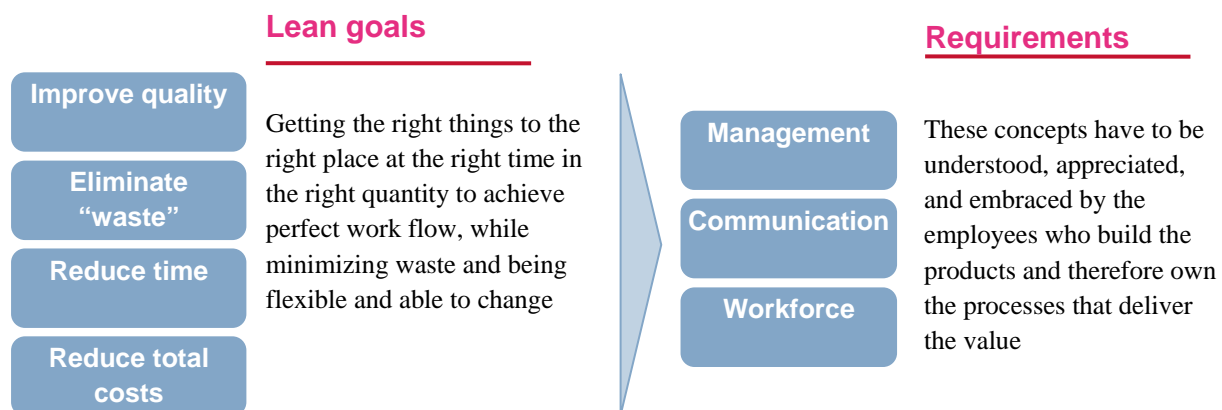 Lean goals
Improve quality
Eliminate
“waste”
Reduce time
Reduce total
costs
Getting the right things to the
right place at the right time in
the right quantity to achieve
perfect work flow, while
minimizing waste and being
flexible and able to change
Requirements
Management
Communication
Workforce
These concepts have to be
understood, appreciated,
and embraced by the
employees who build the
products and therefore own
the processes that deliver
the value